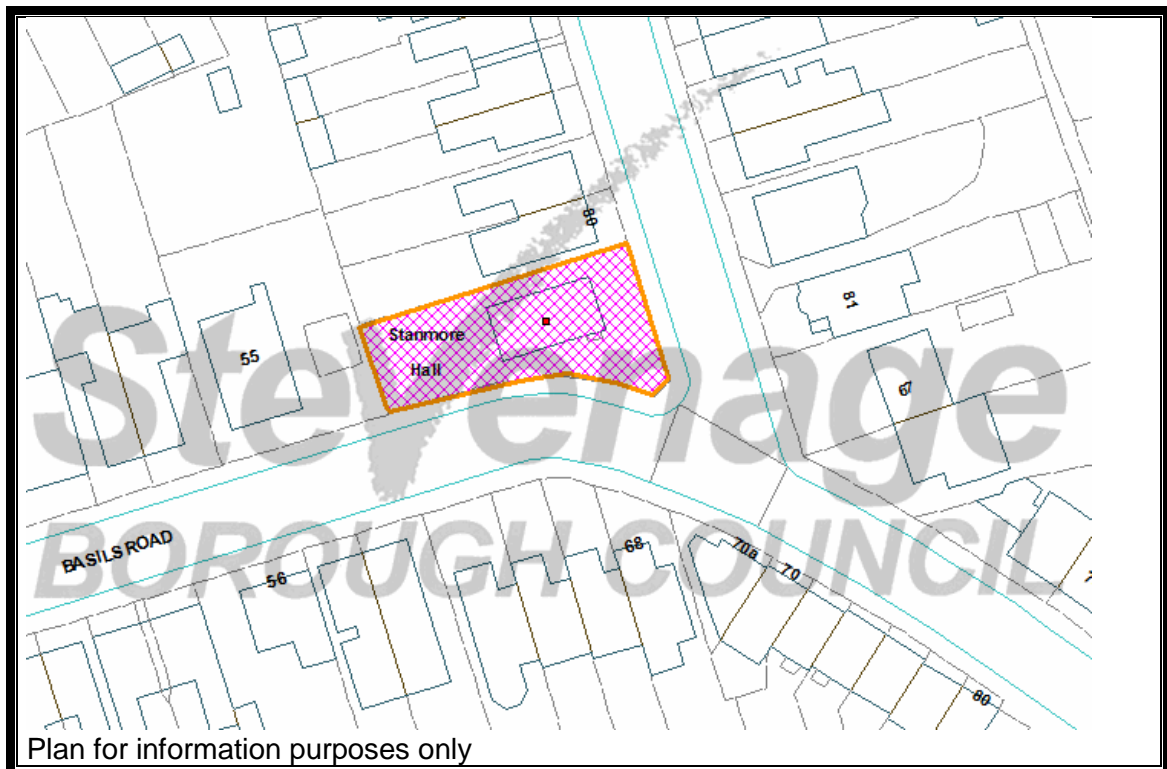 80
81
Stanmore
Hall
55
67
Stevenage
BOROUGH COUNCIL
BASILS ROAD
68
70a
70
56
80
Plan for information purposes only